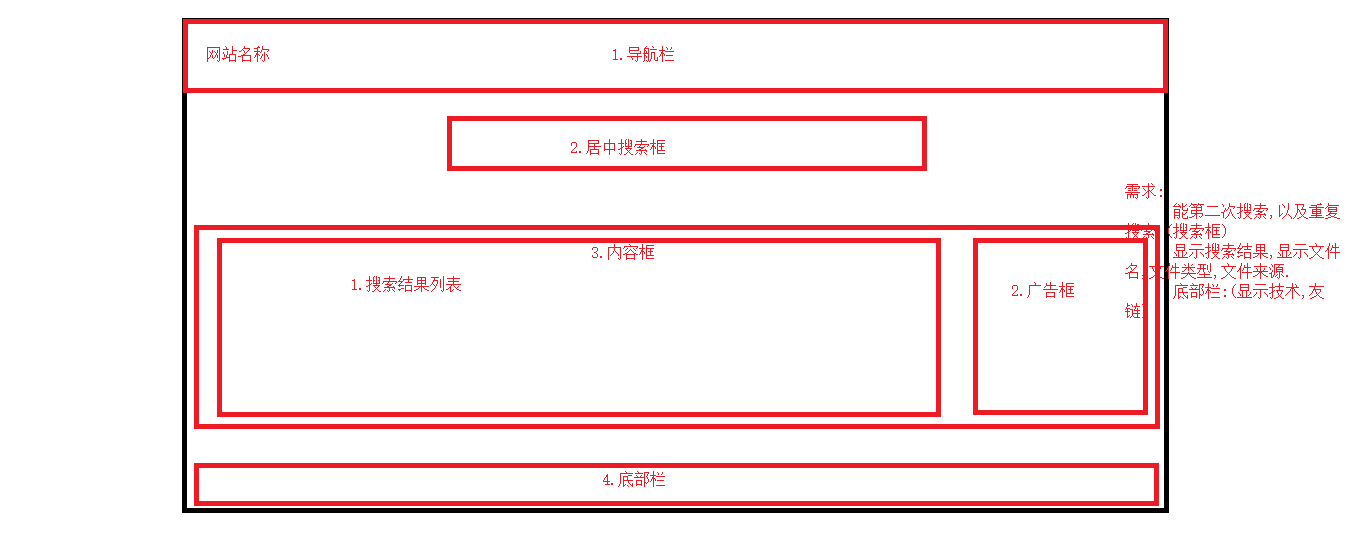 网站名称
1.导航栏
2.居中搜索框
需求:
能第二次搜索,以及重复
搜索.(搜索框)
3.内容框
显示搜索结果,显示文件
名,文件类型,文件来源.
1.搜索结果列表
2.广告框
底部栏:(显示技术,友
链)
4.底部栏